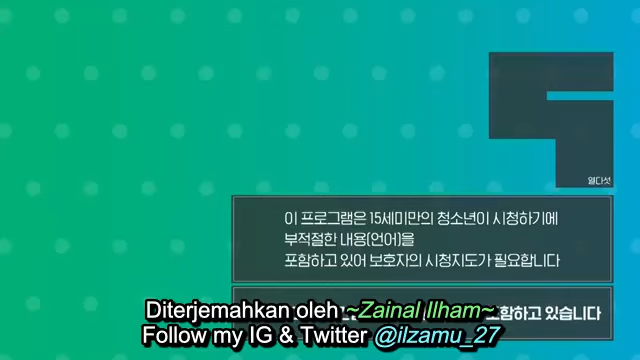 열다섯
이 프로그램은 15세미만의 청소년이 시청하기에
부적절한 내용(언어)을
포함하고 있어 보호자의 시청지도가 필요합니다
포함하고 있습니다
Diterjemahkan oleh ~Zainal Ilham~
Follow my IG & Twitter @ilzamu_27